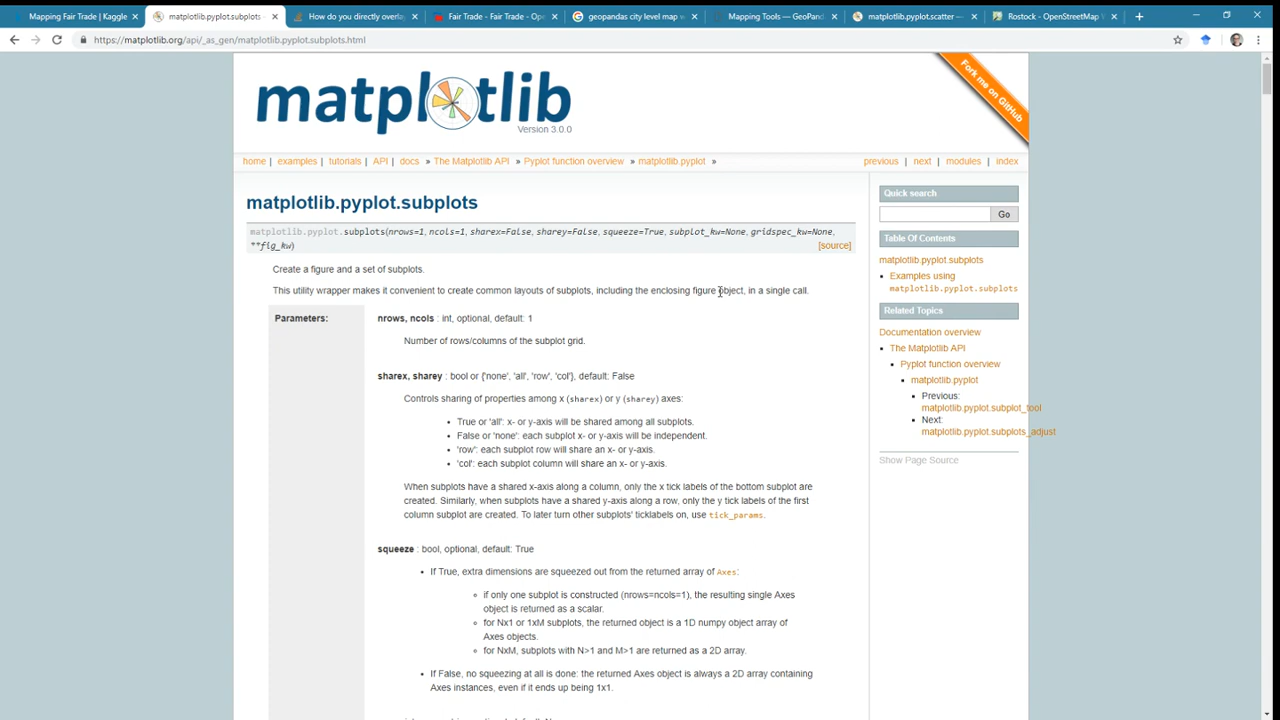 Mapping Fair Trade | Kaggle
matplotlib.pyplot.subplots
How do you directly overla
Fair Trade - Fair Trade - Ope
geopandas city level map w
Mapping Tools — GeoPand
matplotlib.pyplot.scatter —
Rostock - OpenStreetMap W
https://matplotlib.org/api/_as_gen/matplotlib.pyplot.subplots.html
Fork me on GitHub
matplotlib
Version 3.0.0
home | examples | tutorials | API | docs » The Matplotlib API » Pyplot function overview » matplotlib.pyplot »
previous | next | modules | index
matplotlib.pyplot.subplots
matplotlib.pyplot.subplots(nrows=1, ncols=1, sharex=False, sharey=False, squeeze=True, subplot_kw=None, gridspec_kw=None,
**fig_kw)
[source]
Create a figure and a set of subplots.
This utility wrapper makes it convenient to create common layouts of subplots, including the enclosing figure object, in a single call.
Parameters:
nrows, ncols : int, optional, default: 1
Number of rows/columns of the subplot grid.
sharex, sharey : bool or {'none', 'all', 'row', 'col'}, default: False
Controls sharing of properties among x (sharex) or y (sharey) axes:
• True or 'all': x- or y-axis will be shared among all subplots.
• False or 'none': each subplot x- or y-axis will be independent.
• 'row': each subplot row will share an x- or y-axis.
• 'col': each subplot column will share an x- or y-axis.
When subplots have a shared x-axis along a column, only the x tick labels of the bottom subplot are
created. Similarly, when subplots have a shared y-axis along a row, only the y tick labels of the first
column subplot are created. To later turn other subplots' ticklabels on, use tick_params.
squeeze : bool, optional, default: True
• If True, extra dimensions are squeezed out from the returned array of Axes:
if only one subplot is constructed (nrows=ncols=1), the resulting single Axes
object is returned as a scalar.
for Nx1 or 1xM subplots, the returned object is a 1D numpy object array of
Axes objects.
for NxM, subplots with N>1 and M>1 are returned as a 2D array.
• If False, no squeezing at all is done: the returned Axes object is always a 2D array containing
Axes instances, even if it ends up being 1x1.
Quick search
Go
Table Of Contents
matplotlib.pyplot.subplots
• Examples using
matplotlib.pyplot.subplots
Related Topics
Documentation overview
• The Matplotlib API
• Pyplot function overview
• matplotlib.pyplot
• Previous:
matplotlib.pyplot.subplot_tool
• Next:
matplotlib.pyplot.subplots_adjust
Show Page Source